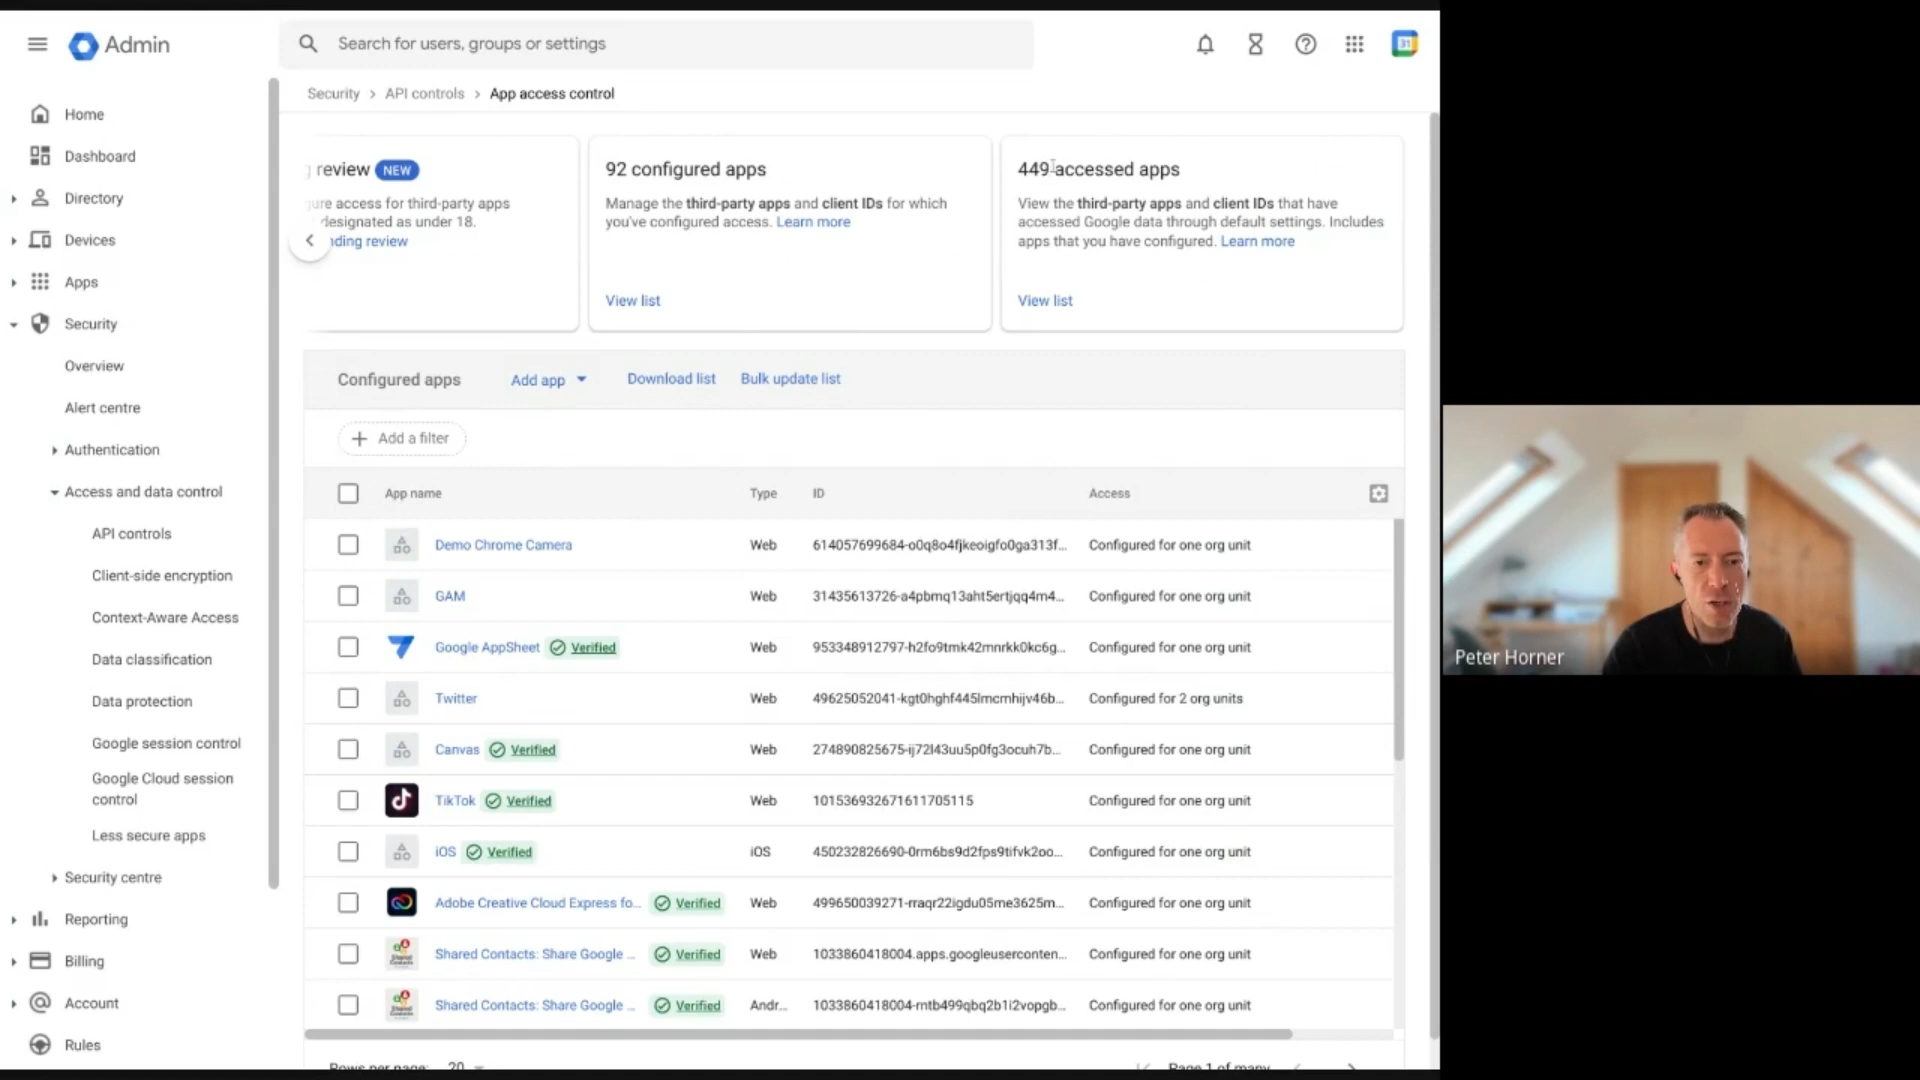 Admin
Search for users, groups or settings
31
Home
Dashboard
Directory
Devices
Apps
Security
Overview
Alert centre
Authentication
Access and data control
API controls
Client-side encryption
Context-Aware Access
Data classification
Data protection
Google session control
Google Cloud session
control
Less secure apps
Security centre
Reporting
Billing
Account
Rules
Security > API controls > App access control
review NEW
access for third-party apps
designated as under 18.
review
92 configured apps
Manage the third-party apps and client IDs for which
you've configured access. Learn more
View list
449 accessed apps
View the third-party apps and client IDs that have
accessed Google data through default settings. Includes
apps that you have configured. Learn more
View list
Configured apps Add app Download list Bulk update list
+ Add a filter
App name Type ID Access
Demo Chrome Camera Web 614057699684-o0q8o4fjkeoigfo0ga313f... Configured for one org unit
GAM Web 31435613726-a4pbmq13aht5ertjqq4m4... Configured for one org unit
Google AppSheet Verified Web 953348912797-h2fo9tmk42mnrkk0kc6g... Configured for one org unit
Twitter Web 49625052041-kgt0hghf445lmcmhijv46b... Configured for 2 org units
Canvas Verified Web 274890825675-ij72l43uu5p0fg3ocuh7b... Configured for one org unit
TikTok Verified Web 101536932671611705115 Configured for one org unit
iOS Verified iOS 450232826690-0rm6bs9d2fps9tifvk2oo... Configured for one org unit
Adobe Creative Cloud Express fo... Verified Web 499650039271-rraqr22igdu05me3625m... Configured for one org unit
Shared Contacts: Share Google ... Verified Web 1033860418004.apps.googleuserconten... Configured for one org unit
Shared Contacts: Share Google ... Verified Andr... 1033860418004-mtb499qbq2b1i2vopgb... Configured for one org unit
Rows per page: 20 Page 1 of many
Peter Horner